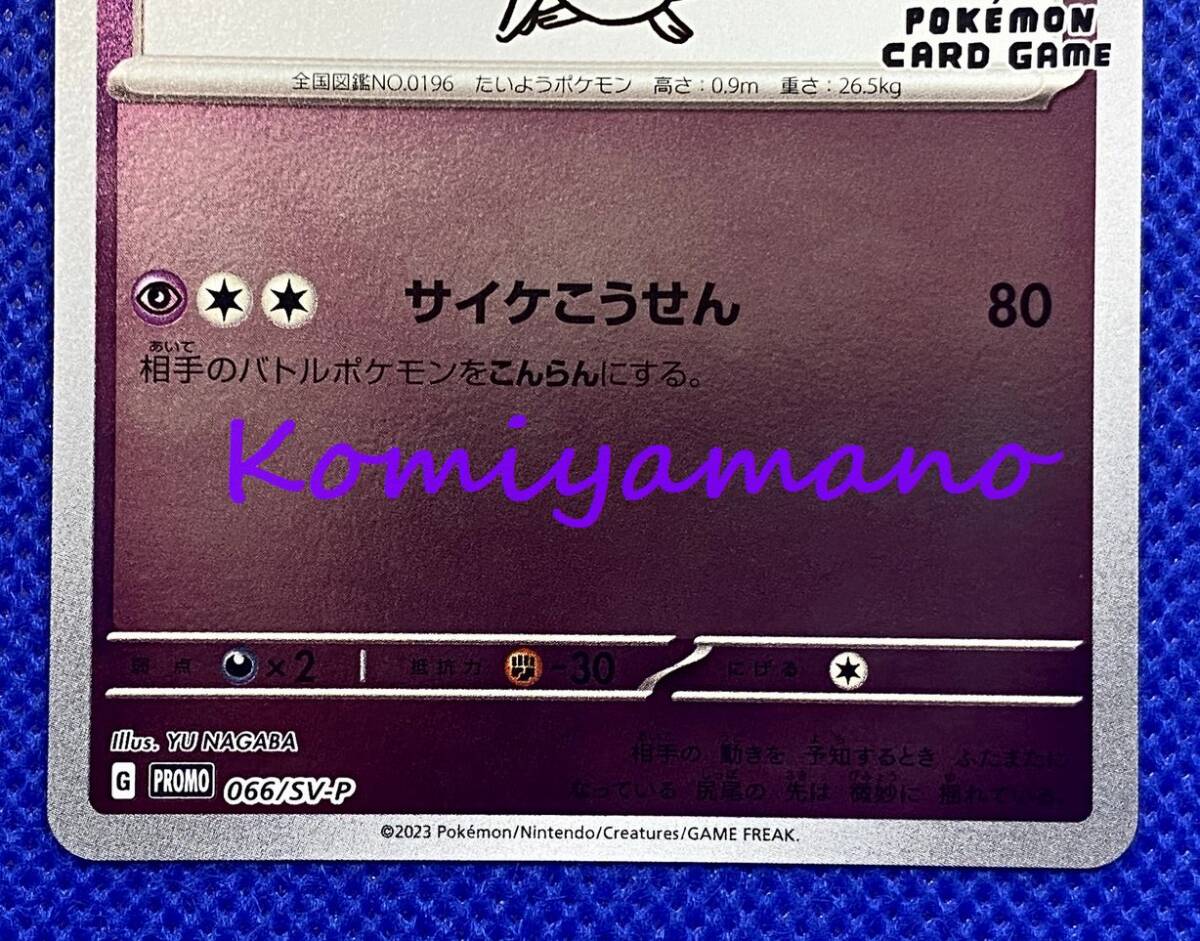 POKÉMON
CARD GAME
全国図鑑NO.0196 たいようポケモン 高さ：0.9m 重さ：26.5kg
サイケこうせん 80
あいて
相手のバトルポケモンをこんらんにする。
Komiyamano
弱点 ×2 抵抗力 -30 にげる
Illus. YU NAGABA
相手の 動きを 予知するとき ふたまたに
なっている 尻尾の 先は 微妙に 揺れている。
G PROMO 066/SV-P
©2023 Pokémon/Nintendo/Creatures/GAME FREAK.